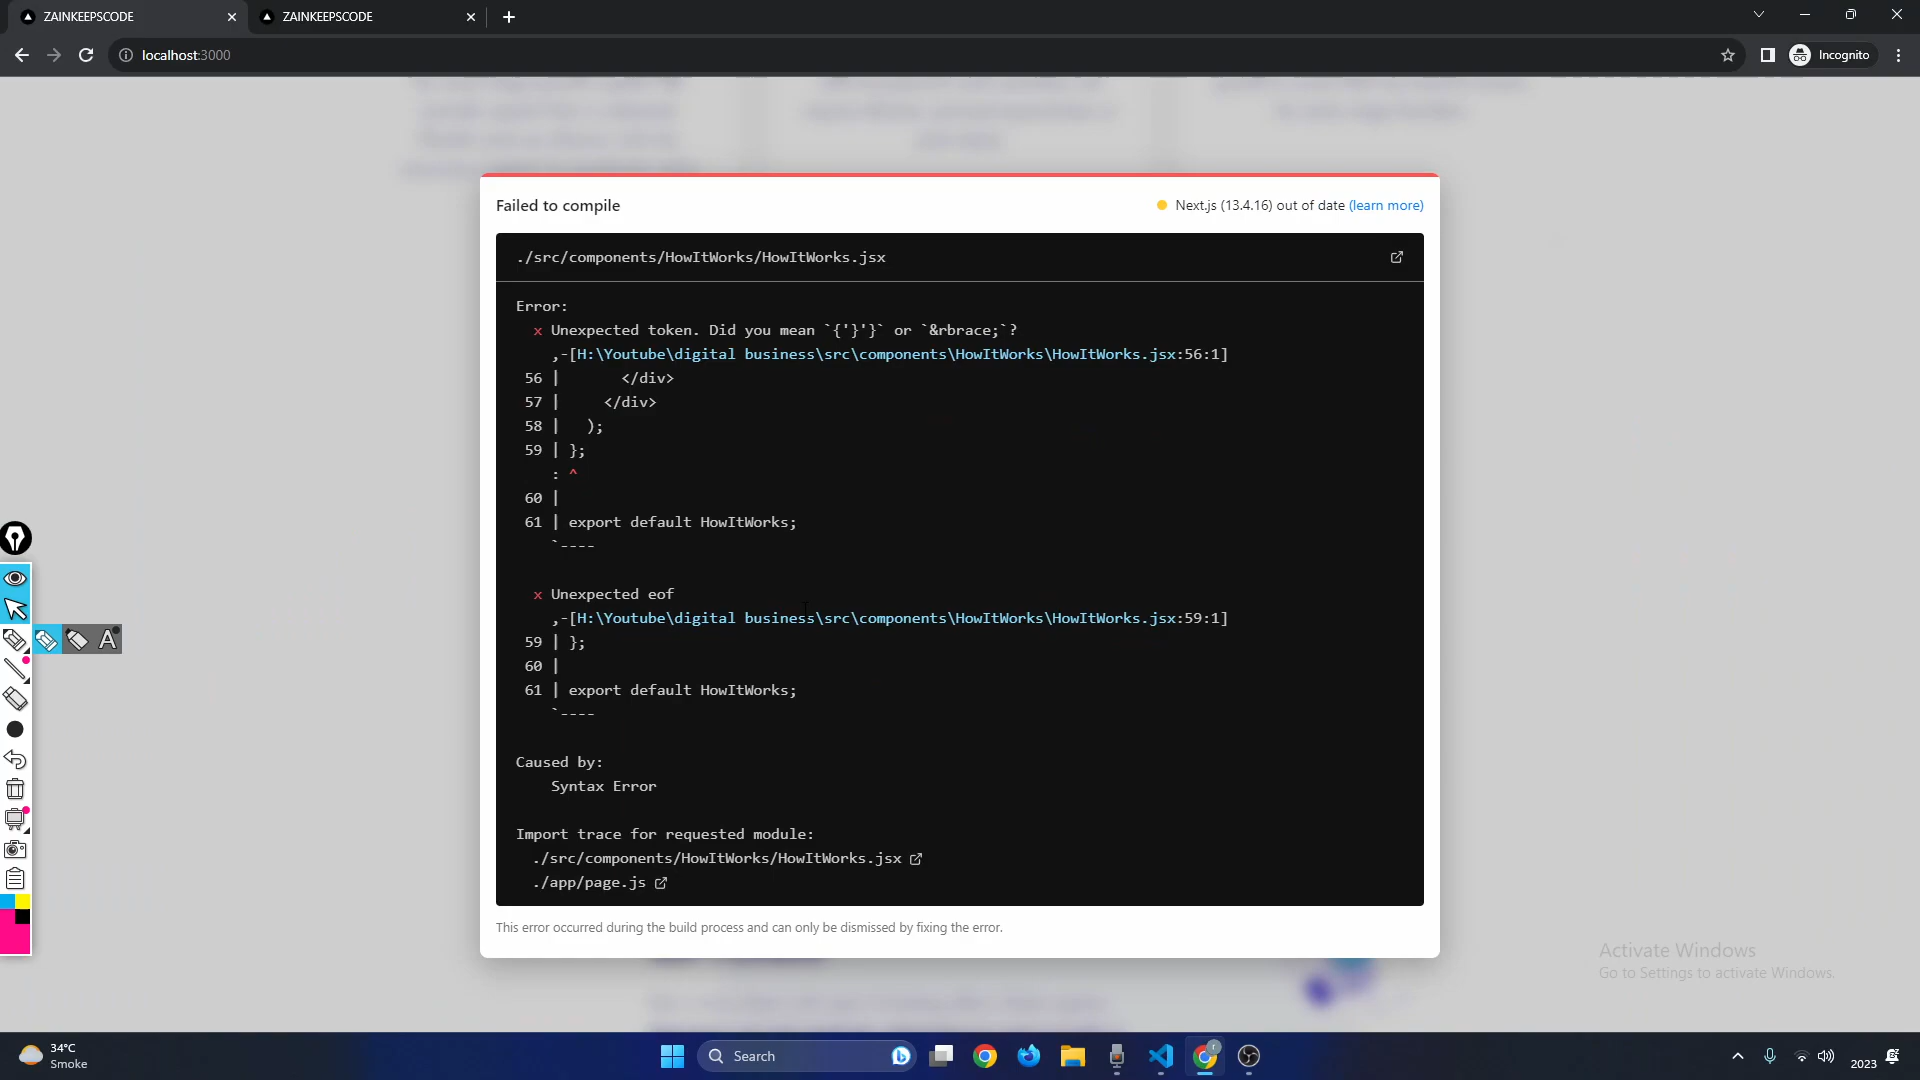 ZAINKEEPSCODE
ZAINKEEPSCODE
localhost:3000
Incognito
Failed to compile
Next.js (13.4.16) out of date (learn more)
./src/components/HowItWorks/HowItWorks.jsx
Error:
x Unexpected token. Did you mean `{'}'}` or `&rbrace;`?
,-[H:\Youtube\digital business\src\components\HowItWorks\HowItWorks.jsx:56:1]
56 |       </div>
57 |     </div>
58 |   );
59 | };
: ^
60 |
61 | export default HowItWorks;
`----
x Unexpected eof
,-[H:\Youtube\digital business\src\components\HowItWorks\HowItWorks.jsx:59:1]
59 | };
60 |
61 | export default HowItWorks;
`----
Caused by:
Syntax Error
Import trace for requested module:
./src/components/HowItWorks/HowItWorks.jsx
./app/page.js
This error occurred during the build process and can only be dismissed by fixing the error.
A
Activate Windows
Go to Settings to activate Windows.
34°C
Smoke
Search
2023